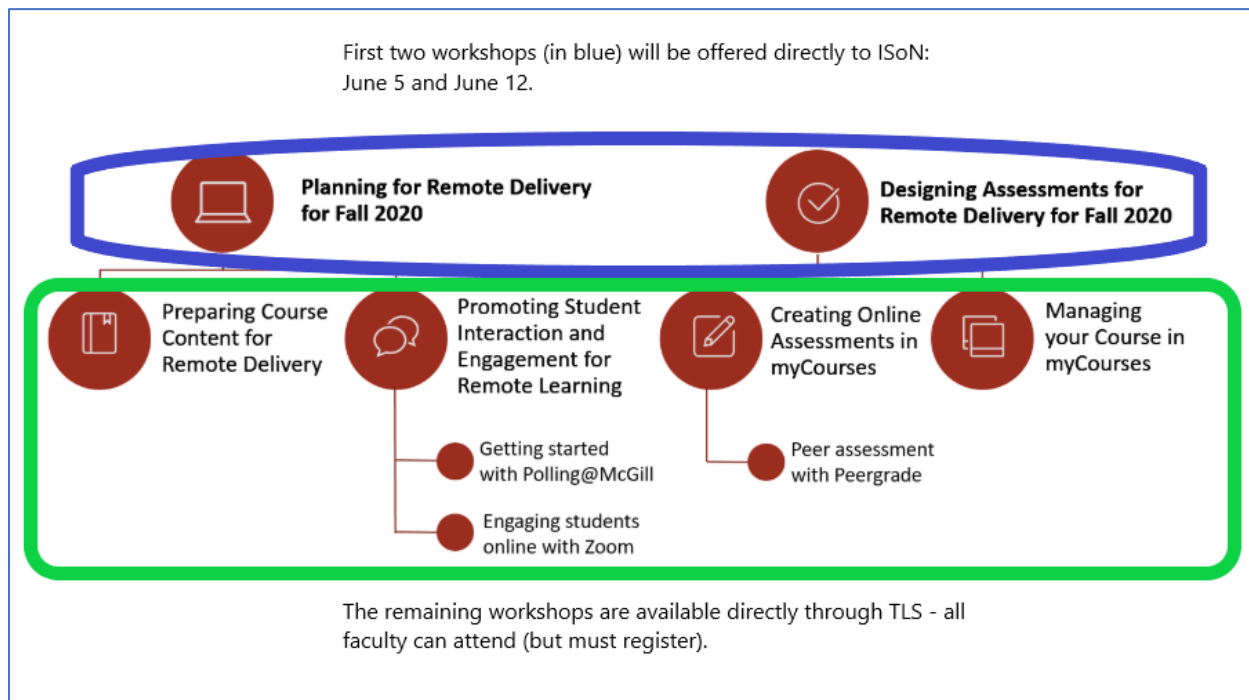 First two workshops (in blue) will be offered directly to ISoN:
June 5 and June 12.
Planning for Remote Delivery
for Fall 2020
Designing Assessments for
Remote Delivery for Fall 2020
Preparing Course
Content for
Remote Delivery
Promoting Student
Interaction and
Engagement for
Remote Learning
Creating Online
Assessments in
myCourses
Managing
your Course in
myCourses
Getting started
with Polling@McGill
Peer assessment
with Peergrade
Engaging students
online with Zoom
The remaining workshops are available directly through TLS - all
faculty can attend (but must register).